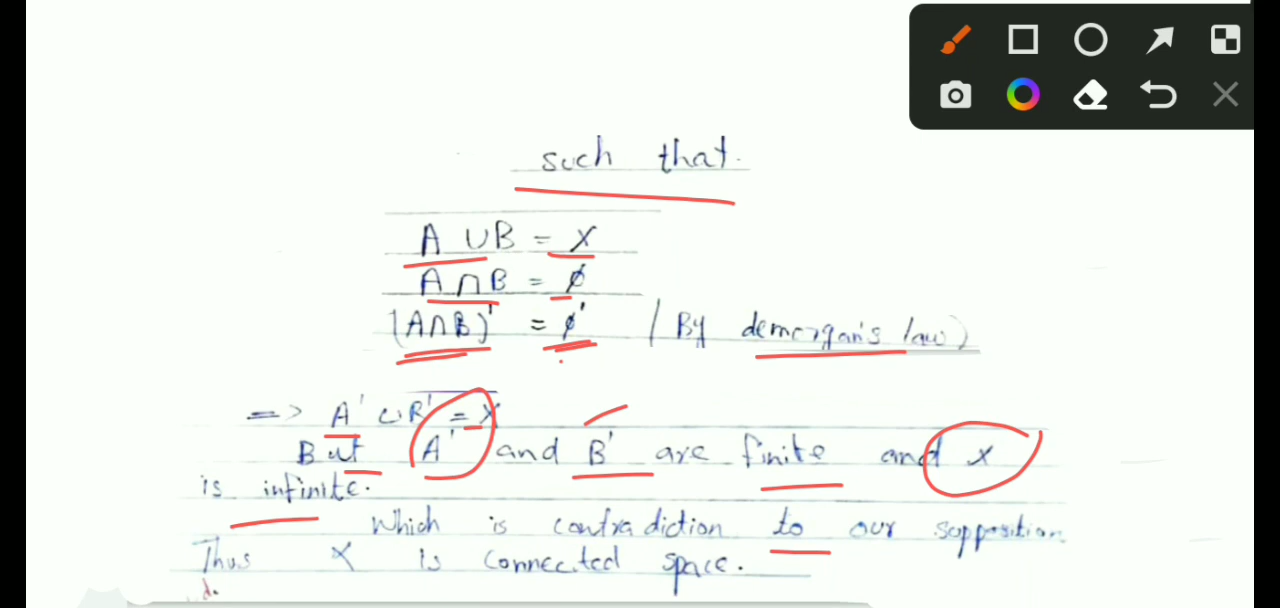 such that.
A ∪ B = X
A ∩ B = ϕ
(A∩B)' = ϕ' (By demorgan's law)
=> A' ∪ B' = X
But A' and B' are finite and X
is infinite.
Which is contradiction to our supposition
Thus X is connected space.